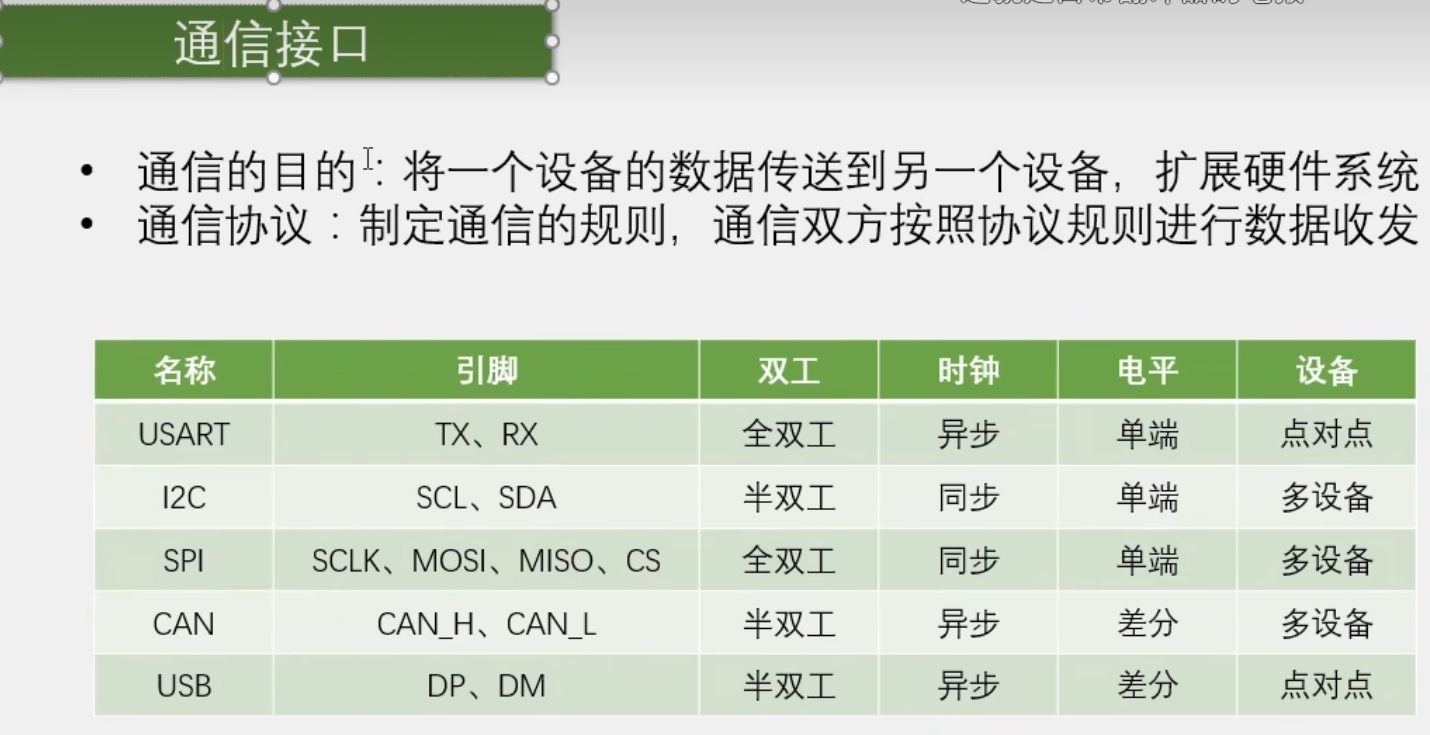 通信接口
• 通信的目的：将一个设备的数据传送到另一个设备，扩展硬件系统
• 通信协议：制定通信的规则，通信双方按照协议规则进行数据收发
名称 引脚 双工 时钟 电平 设备
USART TX、RX 全双工 异步 单端 点对点
I2C SCL、SDA 半双工 同步 单端 多设备
SPI SCLK、MOSI、MISO、CS 全双工 同步 单端 多设备
CAN CAN_H、CAN_L 半双工 异步 差分 多设备
USB DP、DM 半双工 异步 差分 点对点